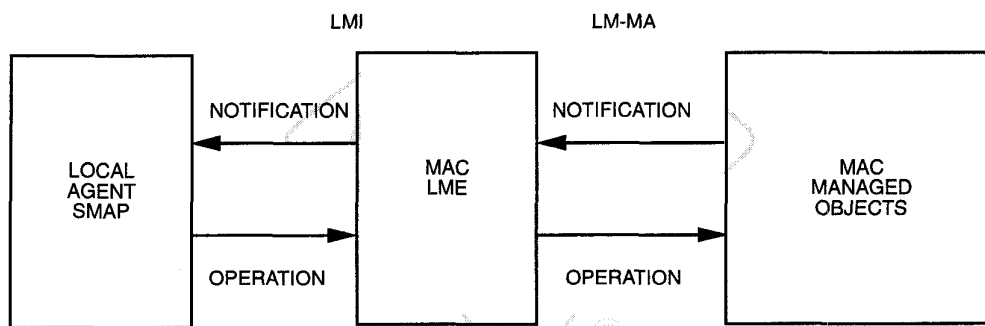 LMI
LM-MA
NOTIFICATION
NOTIFICATION
LOCAL
AGENT
SMAP
MAC
LME
MAC
MANAGED
OBJECTS
OPERATION
OPERATION